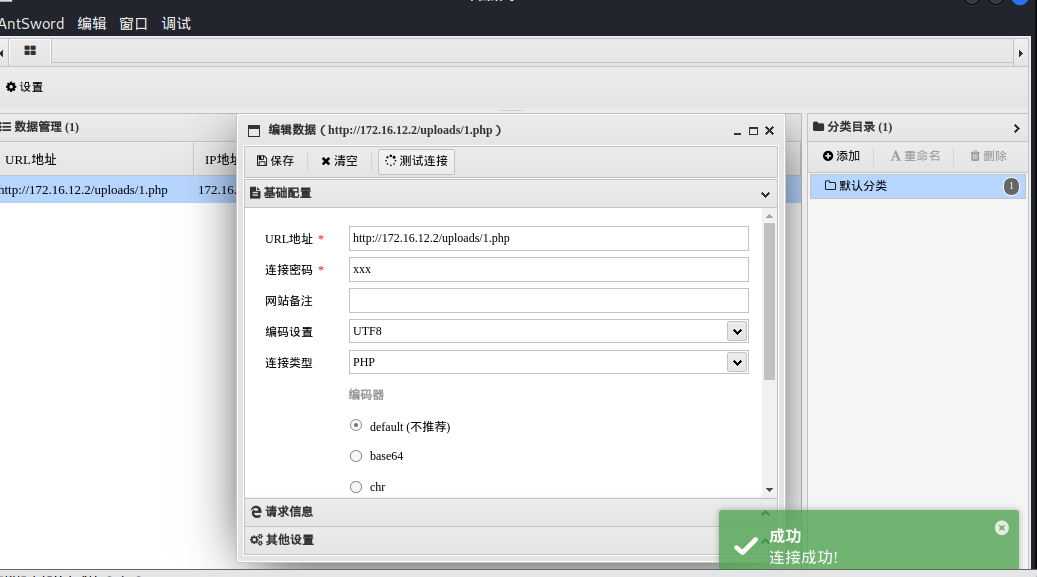 AntSword 编辑 窗口 调试
设置
数据管理 (1)
URL地址 IP地址
http://172.16.12.2/uploads/1.php 172.16.
编辑数据 ( http://172.16.12.2/uploads/1.php )
保存 清空 测试连接
基础配置
URL地址 * http://172.16.12.2/uploads/1.php
连接密码 * xxx
网站备注
编码设置 UTF8
连接类型 PHP
编码器
default (不推荐)
base64
chr
请求信息
其他设置
分类目录 (1)
添加 重命名 删除
默认分类 1
成功
连接成功!